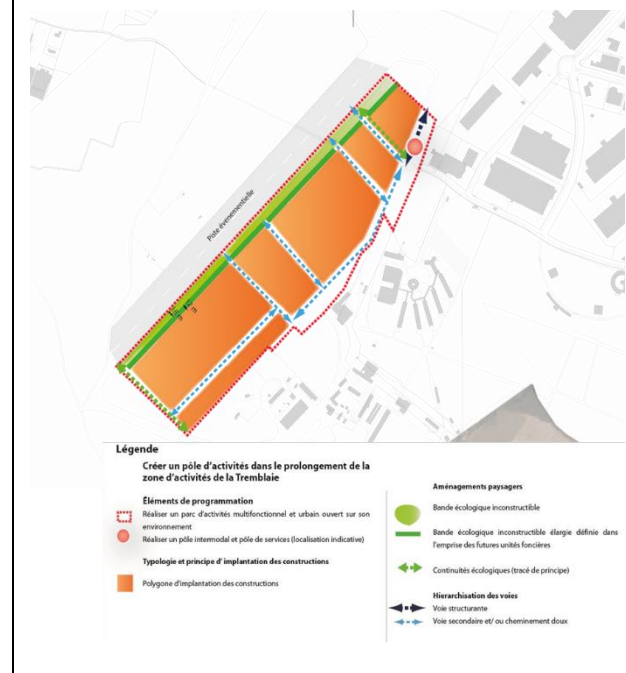 Piste événementielle
Légende
Créer un pôle d'activités dans le prolongement de la
zone d'activités de la Tremblaie
Éléments de programmation
Réaliser un parc d'activités multifonctionnel et urbain ouvert sur son
environnement
Réaliser un pôle intermodal et pôle de services (localisation indicative)
Typologie et principe d' implantation des constructions
Polygone d'implantation des constructions
Aménagements paysagers
Bande écologique inconstructible
Bande écologique inconstructible élargie définie dans
l'emprise des futures unités foncières
Continuités écologiques (tracé de principe)
Hierarchisation des voies
Voie structurante
Voie secondaire et/ ou cheminement doux